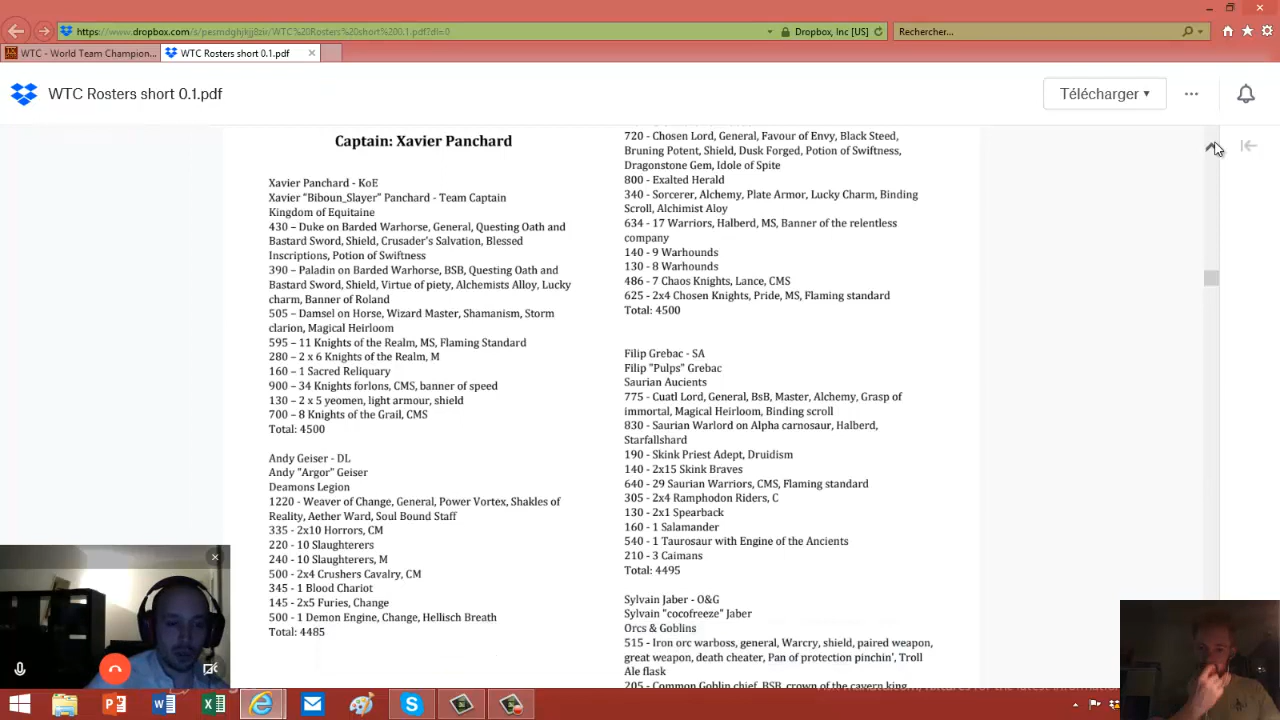 https://www.dropbox.com/s/pesrndghjkjj8zir/WTC%20Rosters%20short%200.1.pdf?dl=0
Dropbox, Inc [US]
Rechercher...
WTC - World Team Champion...
WTC Rosters short 0.1.pdf
WTC Rosters short 0.1.pdf
Télécharger
Captain: Xavier Panchard
Xavier Panchard - KoE
Xavier "Biboun_Slayer" Panchard - Team Captain
Kingdom of Equitaine
430 – Duke on Barded Warhorse, General, Questing Oath and
Bastard Sword, Shield, Crusader's Salvation, Blessed
Inscriptions, Potion of Swiftness
390 – Paladin on Barded Warhorse, BSB, Questing Oath and
Bastard Sword, Shield, Virtue of piety, Alchemists Alloy, Lucky
charm, Banner of Roland
505 – Damsel on Horse, Wizard Master, Shamanism, Storm
clarion, Magical Heirloom
595 – 11 Knights of the Realm, MS, Flaming Standard
280 – 2 x 6 Knights of the Realm, M
160 – 1 Sacred Reliquary
900 – 34 Knights forlons, CMS, banner of speed
130 – 2 x 5 yeomen, light armour, shield
700 – 8 Knights of the Grail, CMS
Total: 4500
Andy Geiser - DL
Andy "Argor" Geiser
Deamons Legion
1220 - Weaver of Change, General, Power Vortex, Shakles of
Reality, Aether Ward, Soul Bound Staff
335 - 2x10 Horrors, CM
220 - 10 Slaughterers
240 - 10 Slaughterers, M
500 - 2x4 Crushers Cavalry, CM
345 - 1 Blood Chariot
145 - 2x5 Furies, Change
500 - 1 Demon Engine, Change, Hellisch Breath
Total: 4485
720 - Chosen Lord, General, Favour of Envy, Black Steed,
Bruning Potent, Shield, Dusk Forged, Potion of Swiftness,
Dragonstone Gem, Idole of Spite
800 - Exalted Herald
340 - Sorcerer, Alchemy, Plate Armor, Lucky Charm, Binding
Scroll, Alchimist Aloy
634 - 17 Warriors, Halberd, MS, Banner of the relentless
company
140 - 9 Warhounds
130 - 8 Warhounds
486 - 7 Chaos Knights, Lance, CMS
625 - 2x4 Chosen Knights, Pride, MS, Flaming standard
Total: 4500
Filip Grebac - SA
Filip "Pulps" Grebac
Saurian Aucients
775 - Cuatl Lord, General, BsB, Master, Alchemy, Grasp of
immortal, Magical Heirloom, Binding scroll
830 - Saurian Warlord on Alpha carnosaur, Halberd,
Starfallshard
190 - Skink Priest Adept, Druidism
140 - 2x15 Skink Braves
640 - 29 Saurian Warriors, CMS, Flaming standard
305 - 2x4 Ramphodon Riders, C
130 - 2x1 Spearback
160 - 1 Salamander
540 - 1 Taurosaur with Engine of the Ancients
210 - 3 Caimans
Total: 4495
Sylvain Jaber - O&G
Sylvain "cocofreeze" Jaber
Orcs & Goblins
515 - Iron orc warboss, general, Warcry, shield, paired weapon,
great weapon, death cheater, Pan of protection pinchin', Troll
Ale flask
205 - Common Goblin chief, BSB, crown of the cavern king
for the latest information